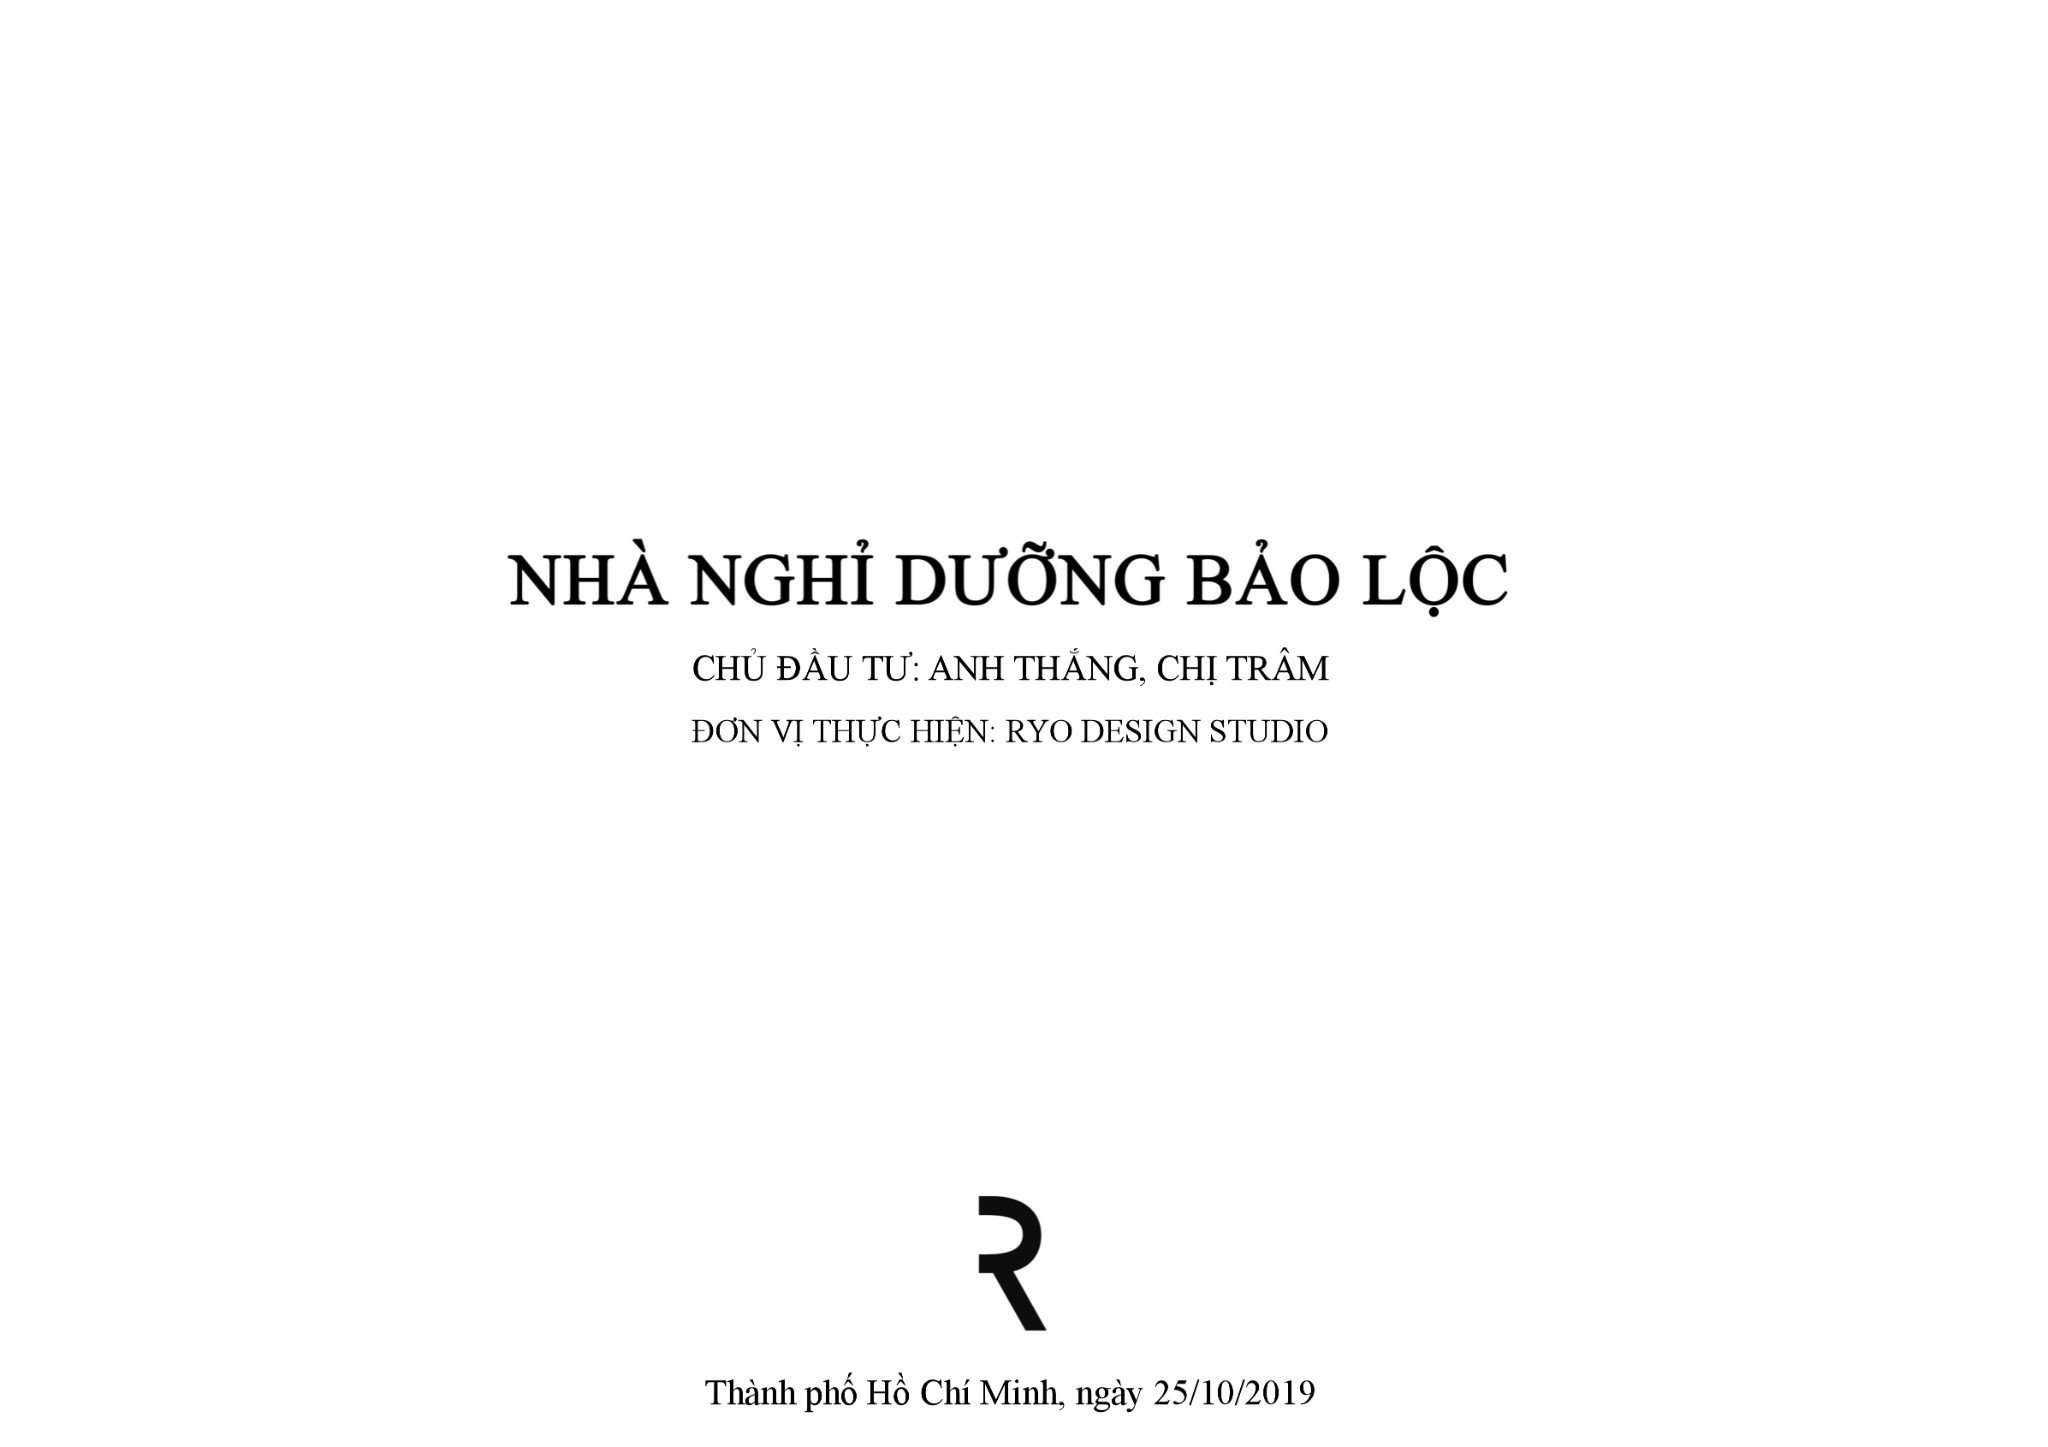 NHÀ NGHỈ DƯỠNG BẢO LỘC
CHỦ ĐẦU TƯ: ANH THẮNG, CHỊ TRÂM
ĐƠN VỊ THỰC HIỆN: RYO DESIGN STUDIO
R
Thành phố Hồ Chí Minh, ngày 25/10/2019